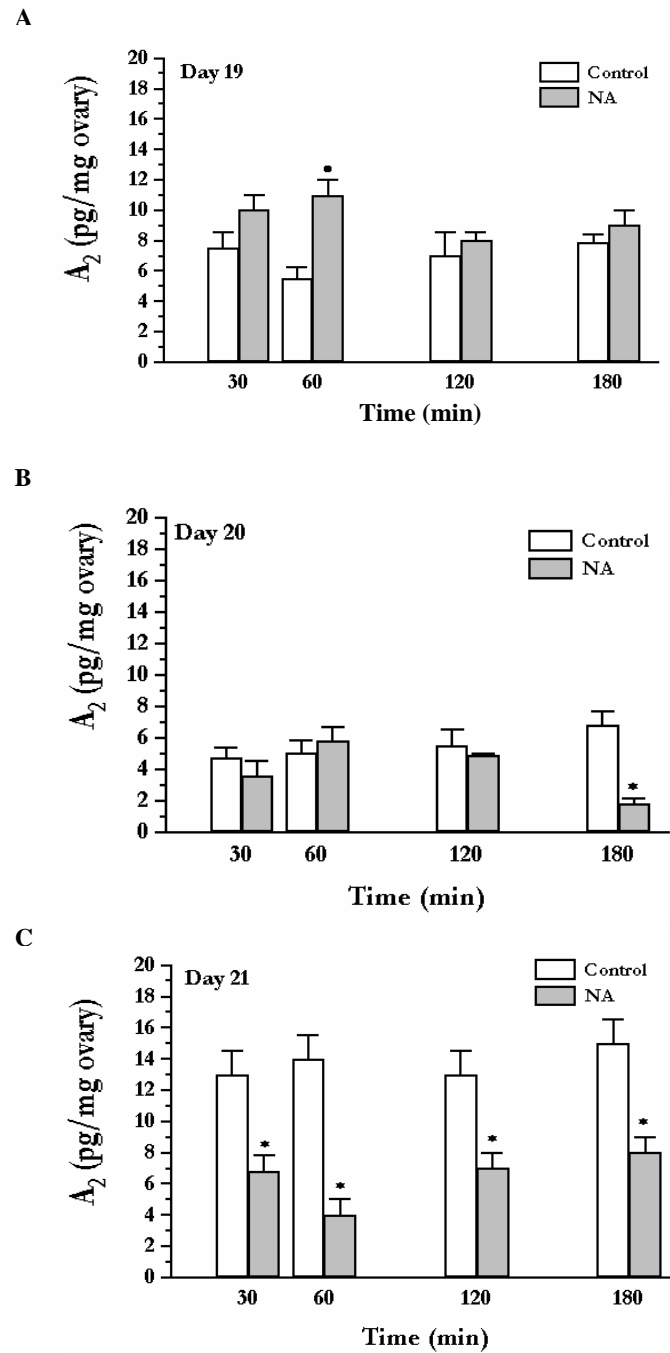 A
Day 19
Control
NA
A2 (pg/mg ovary)
20
18
16
14
12
10
8
6
4
2
0
30 60 120 180
Time (min)
B
Day 20
Control
NA
A2 (pg/mg ovary)
20
18
16
14
12
10
8
6
4
2
0
*
30 60 120 180
Time (min)
C
Day 21
Control
NA
A2 (pg/mg ovary)
20
18
16
14
12
10
8
6
4
2
0
* * * *
30 60 120 180
Time (min)